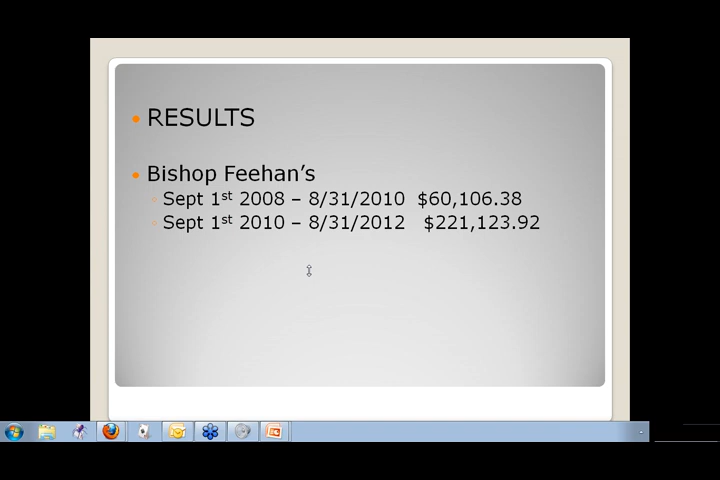 RESULTS
Bishop Feehan’s
Sept 1st 2008 – 8/31/2010 $60,106.38
Sept 1st 2010 – 8/31/2012 $221,123.92